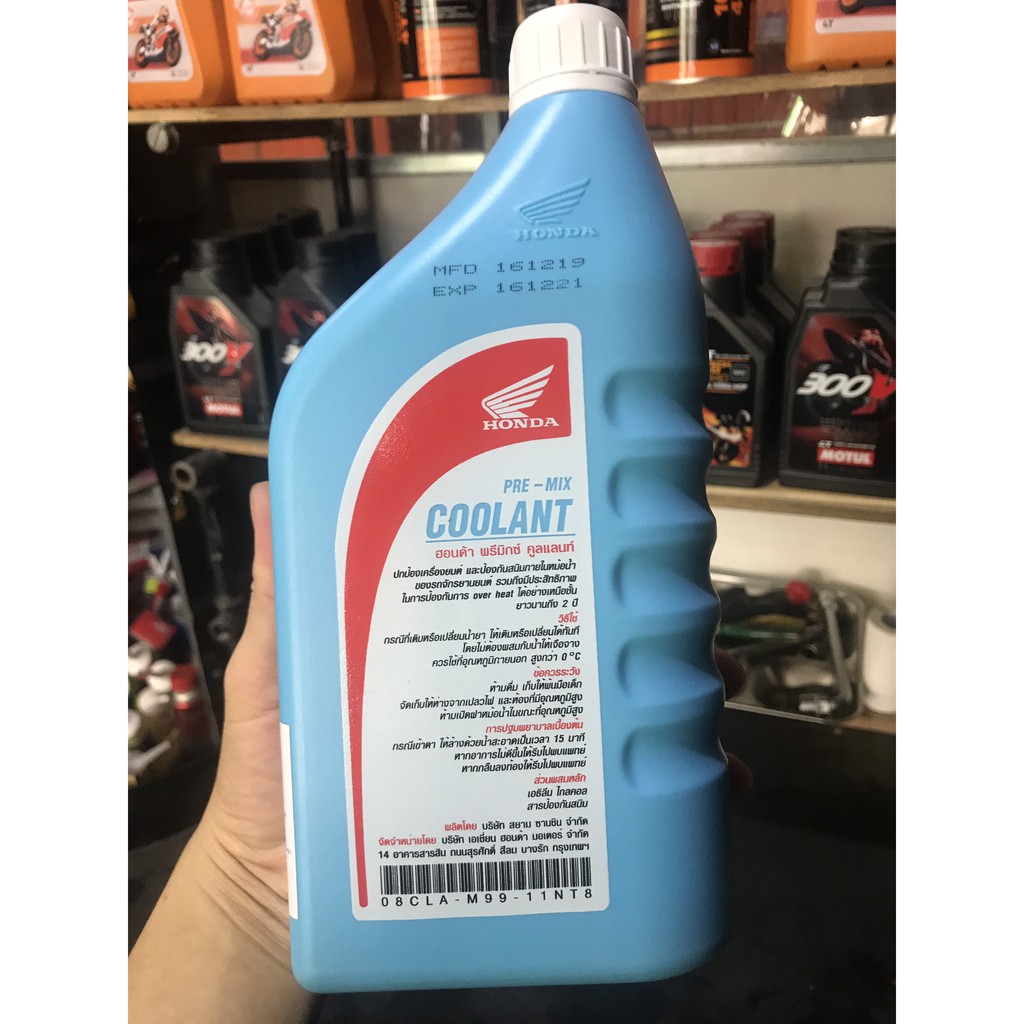 4T
HONDA
MFD 161219
EXP 161221
300V
MOTUL
300V
4T
MOTUL
HONDA
PRE - MIX
COOLANT
ฮอนด้า พรีมิกซ์ คูลแลนท์
ปกป้องเครื่องยนต์ และป้องกันสนิมภายในหม้อน้ำ
ของรถจักรยานยนต์ รวมถึงมีประสิทธิภาพ
ในการป้องกันการ over heat ได้อย่างเหนือชั้น
ยาวนานถึง 2 ปี
วิธีใช้
กรณีที่เติมหรือเปลี่ยนน้ำยา ให้เติมหรือเปลี่ยนได้ทันที
โดยไม่ต้องผสมกับน้ำให้เจือจาง
ควรใช้ที่อุณหภูมิภายนอก สูงกว่า 0°C
ข้อควรระวัง
ห้ามดื่ม เก็บให้พ้นมือเด็ก
จัดเก็บให้ห่างจากเปลวไฟ และห้องที่มีอุณหภูมิสูง
ห้ามเปิดฝาหม้อน้ำในขณะที่อุณหภูมิสูง
การปฐมพยาบาลเบื้องต้น
กรณีเข้าตา ให้ล้างด้วยน้ำสะอาดเป็นเวลา 15 นาที
หากอาการไม่ดีขึ้นให้รีบไปพบแพทย์
หากกลืนลงท้องให้รีบไปพบแพทย์
ส่วนผสมหลัก
เอธิลีน ไกลคอล
สารป้องกันสนิม
ผลิตโดย บริษัท สยาม ซานชิน จำกัด
จัดจำหน่ายโดย บริษัท เอเชี่ยน ฮอนด้า มอเตอร์ จำกัด
14 อาคารสารสิน ถนนสุรศักดิ์ สีลม บางรัก กรุงเทพฯ
08CLA-M99-11NT8